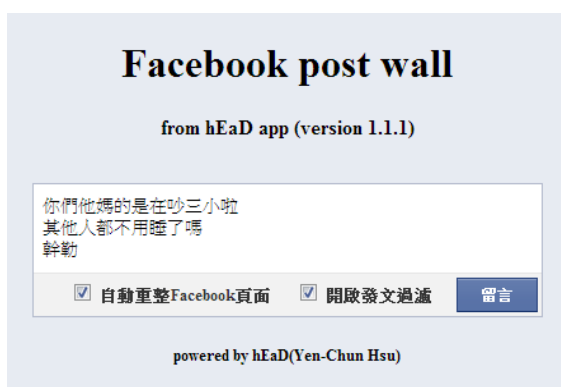 Facebook post wall
from hEaD app (version 1.1.1)
你們他媽的是在吵三小啦
其他人都不用睡了嗎
幹勒
自動重整Facebook頁面
開啟發文過濾
留言
powered by hEaD(Yen-Chun Hsu)